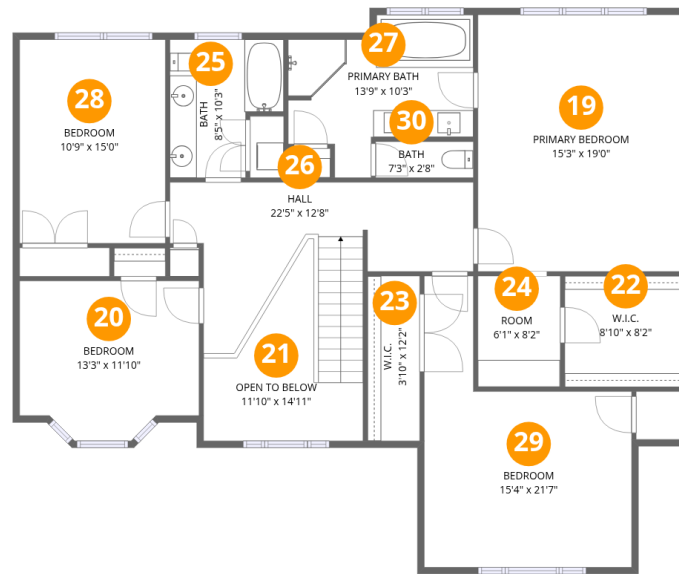 27
PRIMARY BATH
13'9" x 10'3"
25
BATH
8'5" x 10'3"
28
BEDROOM
10'9" x 15'0"
19
PRIMARY BEDROOM
15'3" x 19'0"
30
BATH
7'3" x 2'8"
26
HALL
22'5" x 12'8"
23
W.I.C.
3'10" x 12'2"
24
ROOM
6'1" x 8'2"
22
W.I.C.
8'10" x 8'2"
20
BEDROOM
13'3" x 11'10"
21
OPEN TO BELOW
11'10" x 14'11"
29
BEDROOM
15'4" x 21'7"